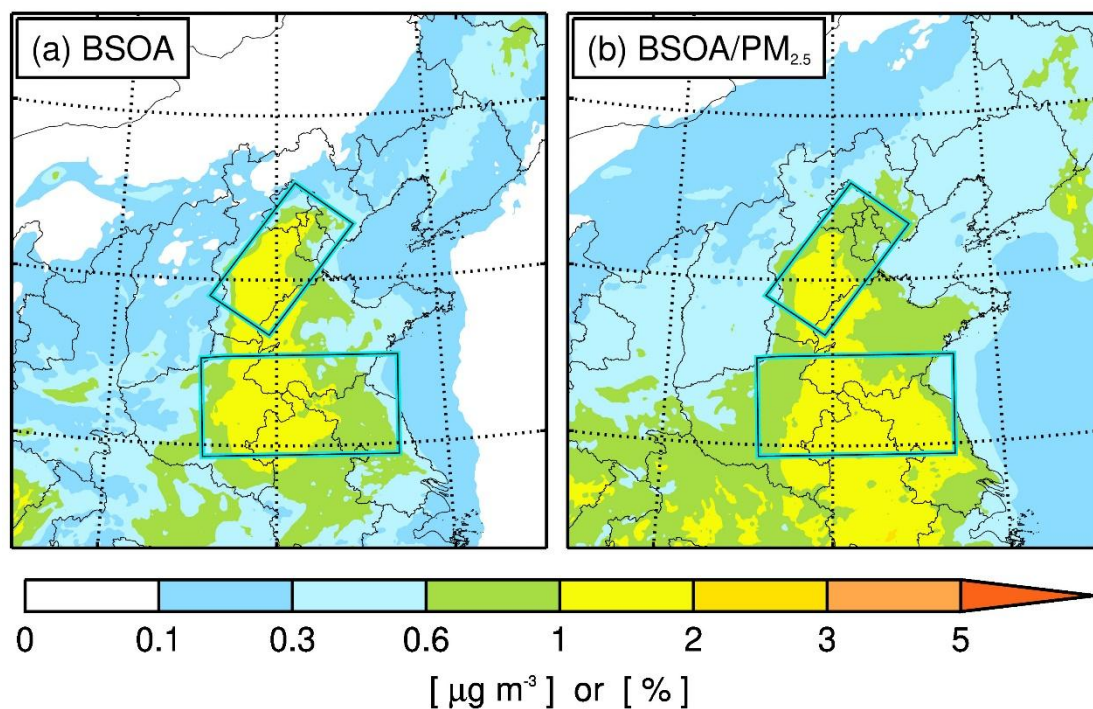 (a) BSOA
(b) BSOA/PM₂.₅
0 0.1 0.3 0.6 1 2 3 5
[ μg m⁻³ ] or [ % ]